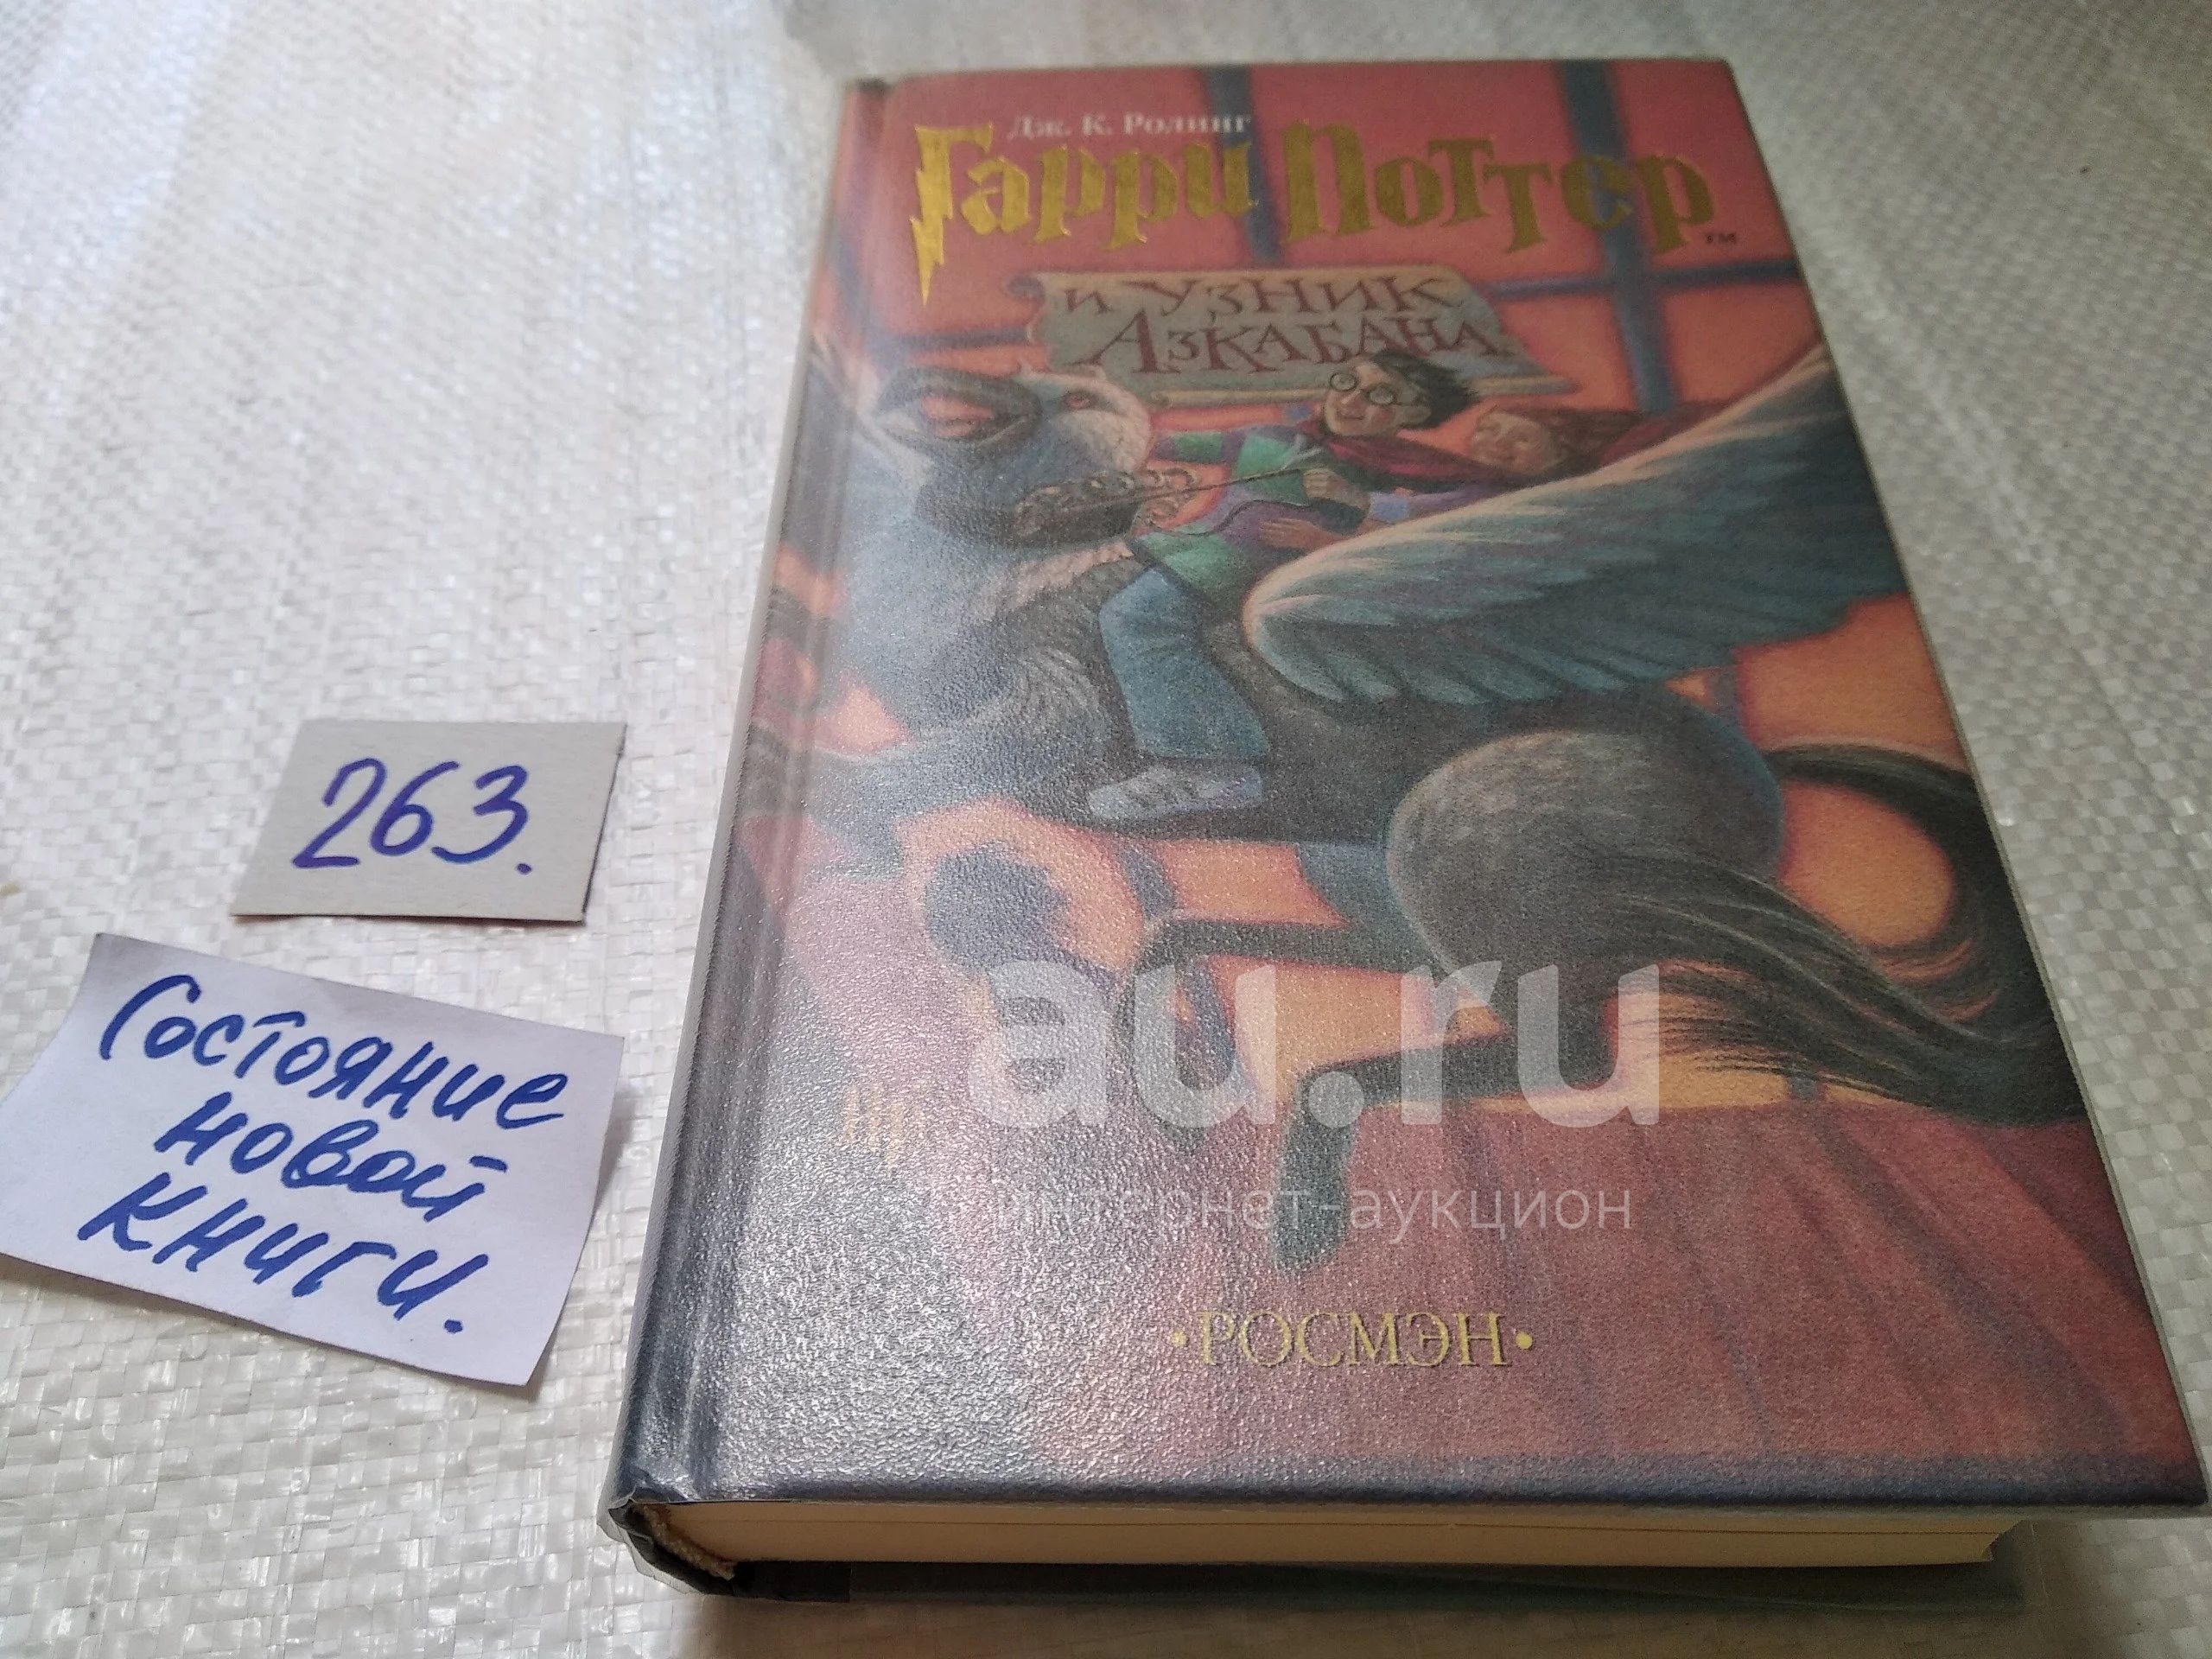 Дж. К. Ролинг
Гарри Поттер
TM
и Узник
Азкабана
263.
Состояние
новой
книги.
au.ru
интернет-аукцион
•РОСМЭН•